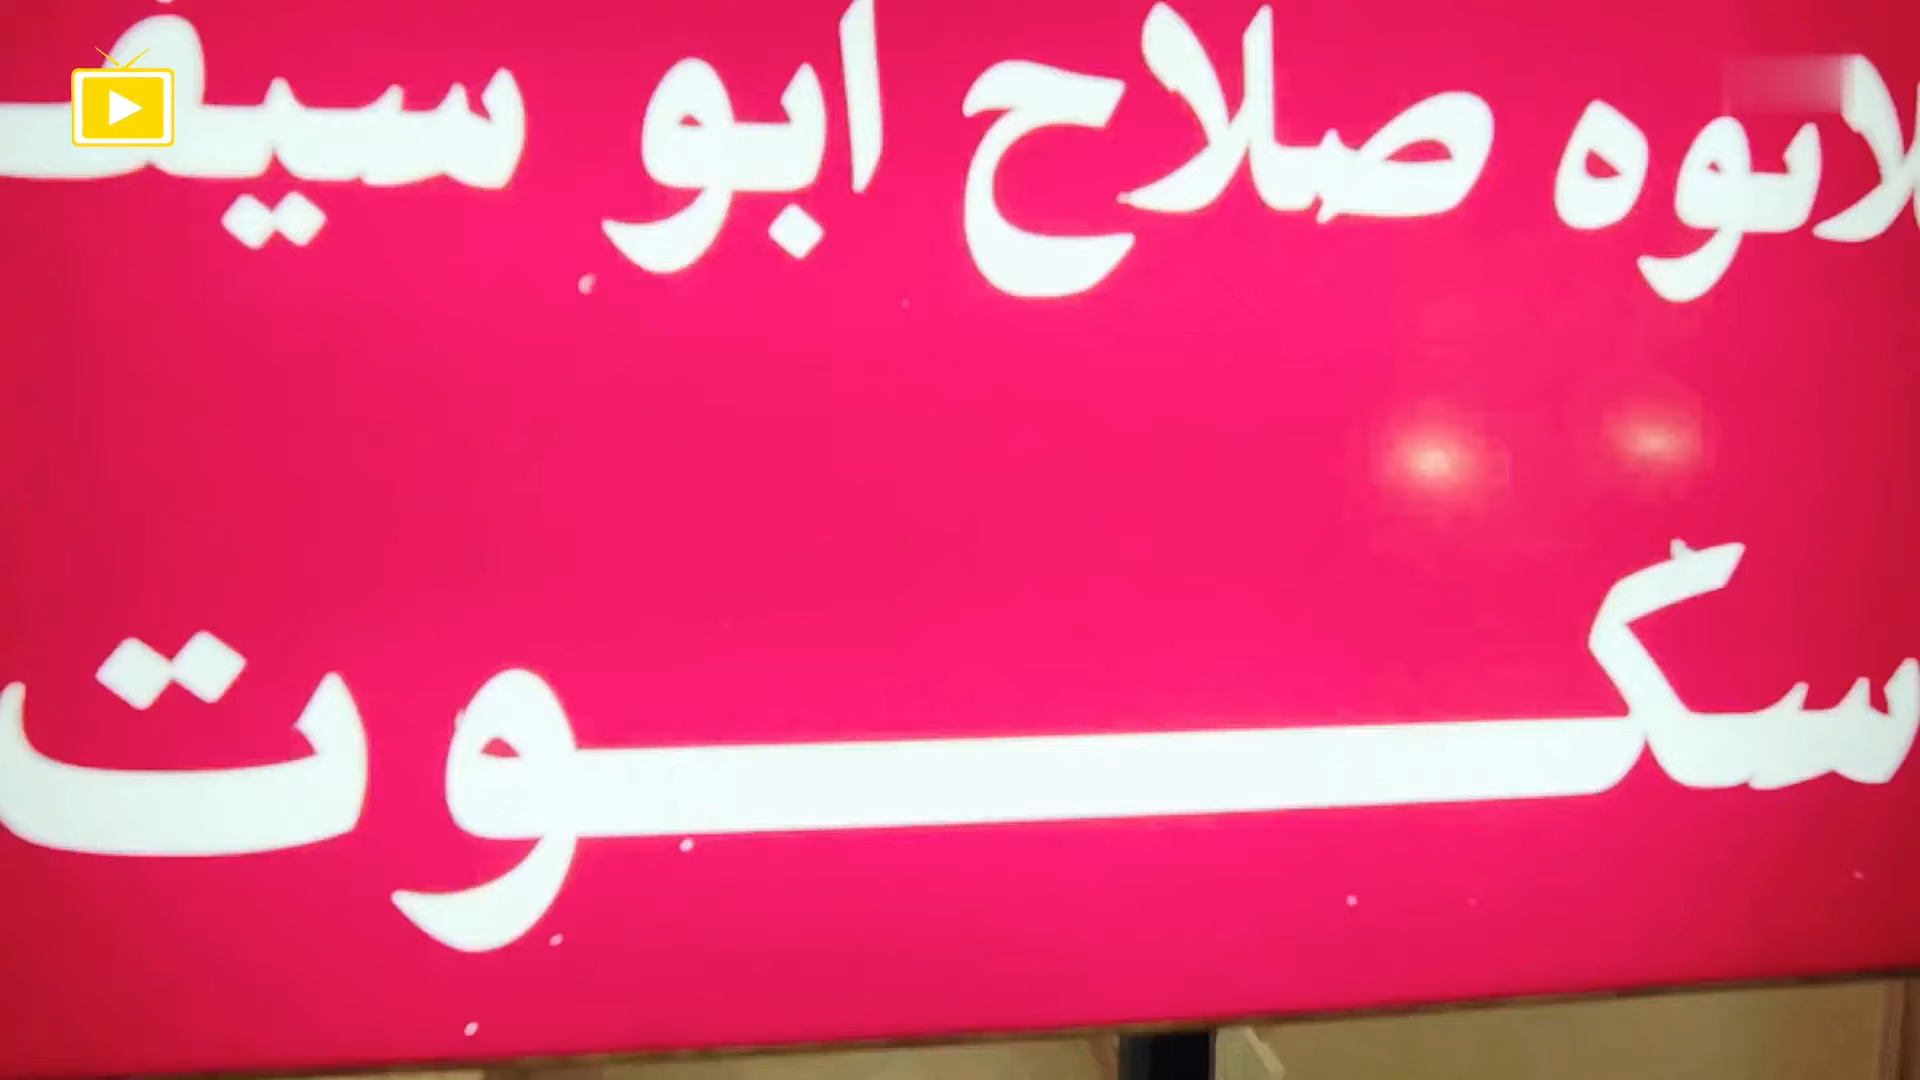 صلاح ابو سيف
سكوت